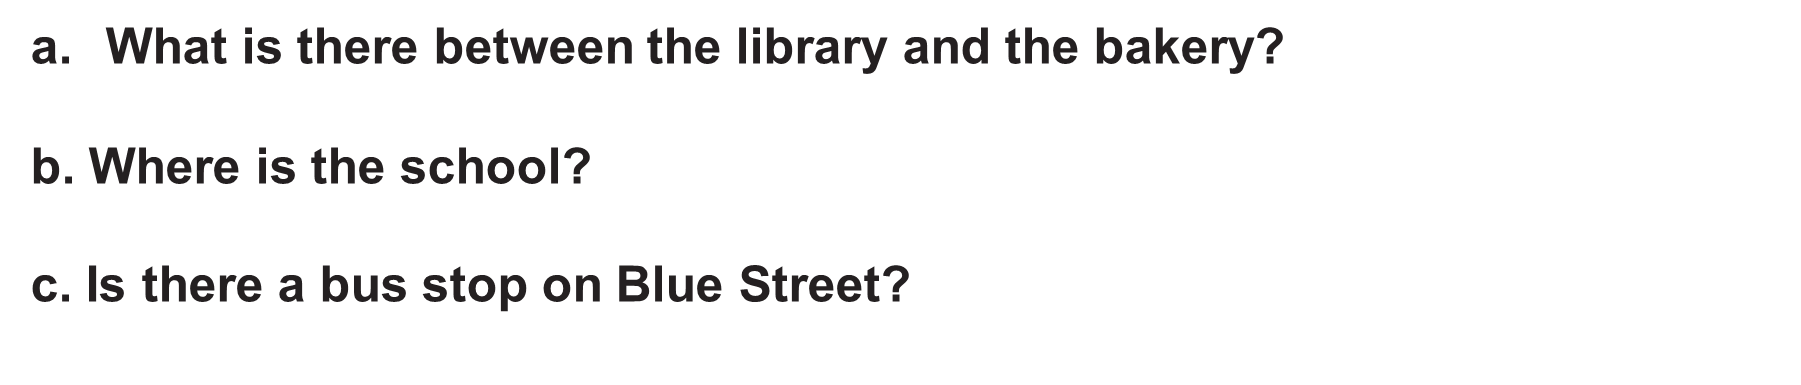 a. What is there between the library and the bakery?
b. Where is the school?
c. Is there a bus stop on Blue Street?